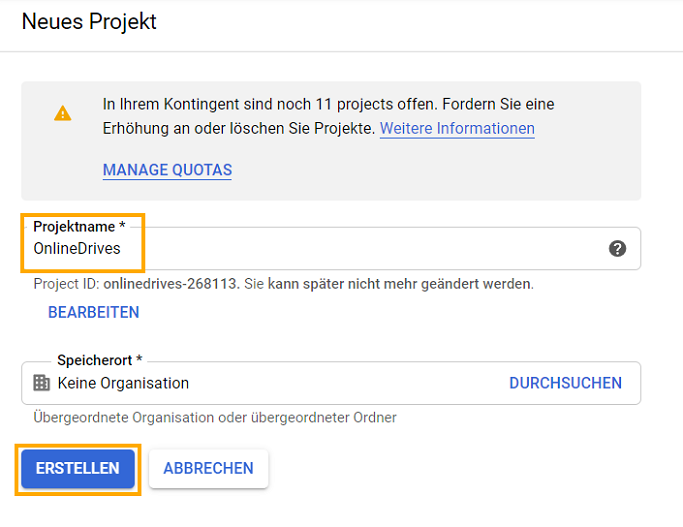 Neues Projekt
In Ihrem Kontingent sind noch 11 projects offen. Fordern Sie eine
Erhöhung an oder löschen Sie Projekte. Weitere Informationen
MANAGE QUOTAS
Projektname *
OnlineDrives
Project ID: onlinedrives-268113. Sie kann später nicht mehr geändert werden.
BEARBEITEN
Speicherort *
Keine Organisation DURCHSUCHEN
Übergeordnete Organisation oder übergeordneter Ordner
ERSTELLEN ABBRECHEN